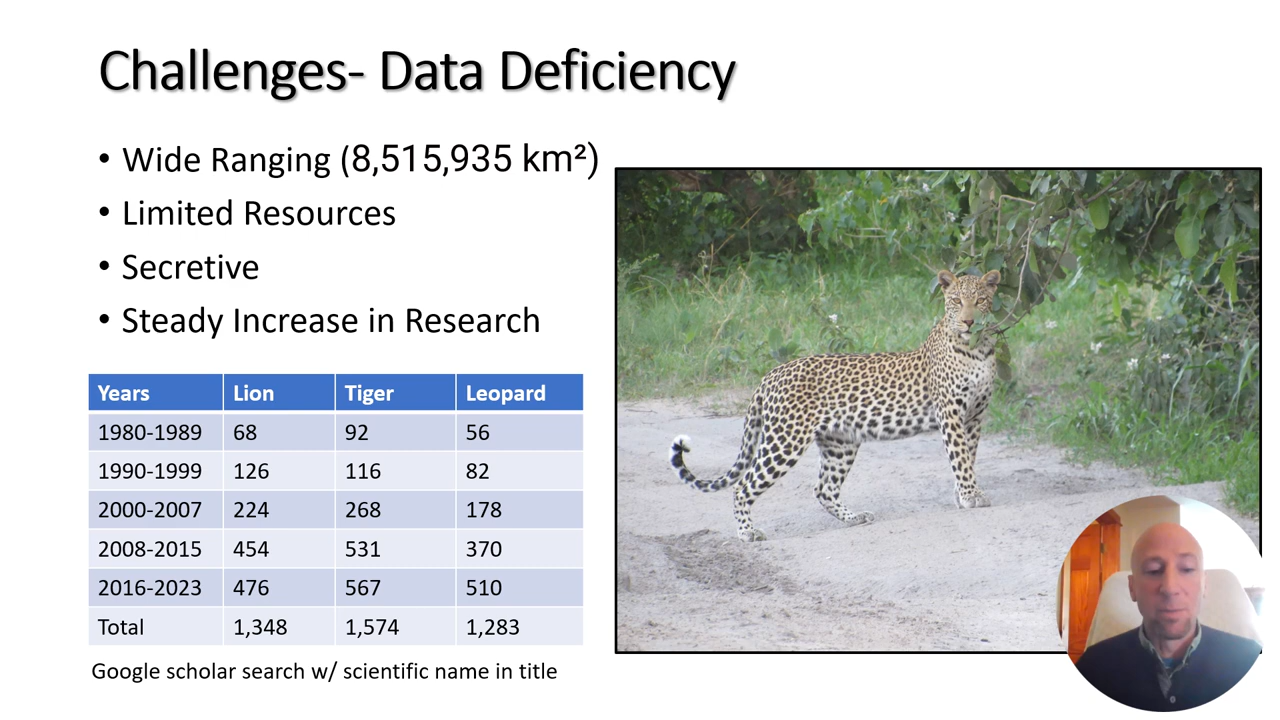 Challenges- Data Deficiency
• Wide Ranging (8,515,935 km²)
• Limited Resources
• Secretive
• Steady Increase in Research
Years Lion Tiger Leopard
1980-1989 68 92 56
1990-1999 126 116 82
2000-2007 224 268 178
2008-2015 454 531 370
2016-2023 476 567 510
Total 1,348 1,574 1,283
Google scholar search w/ scientific name in title